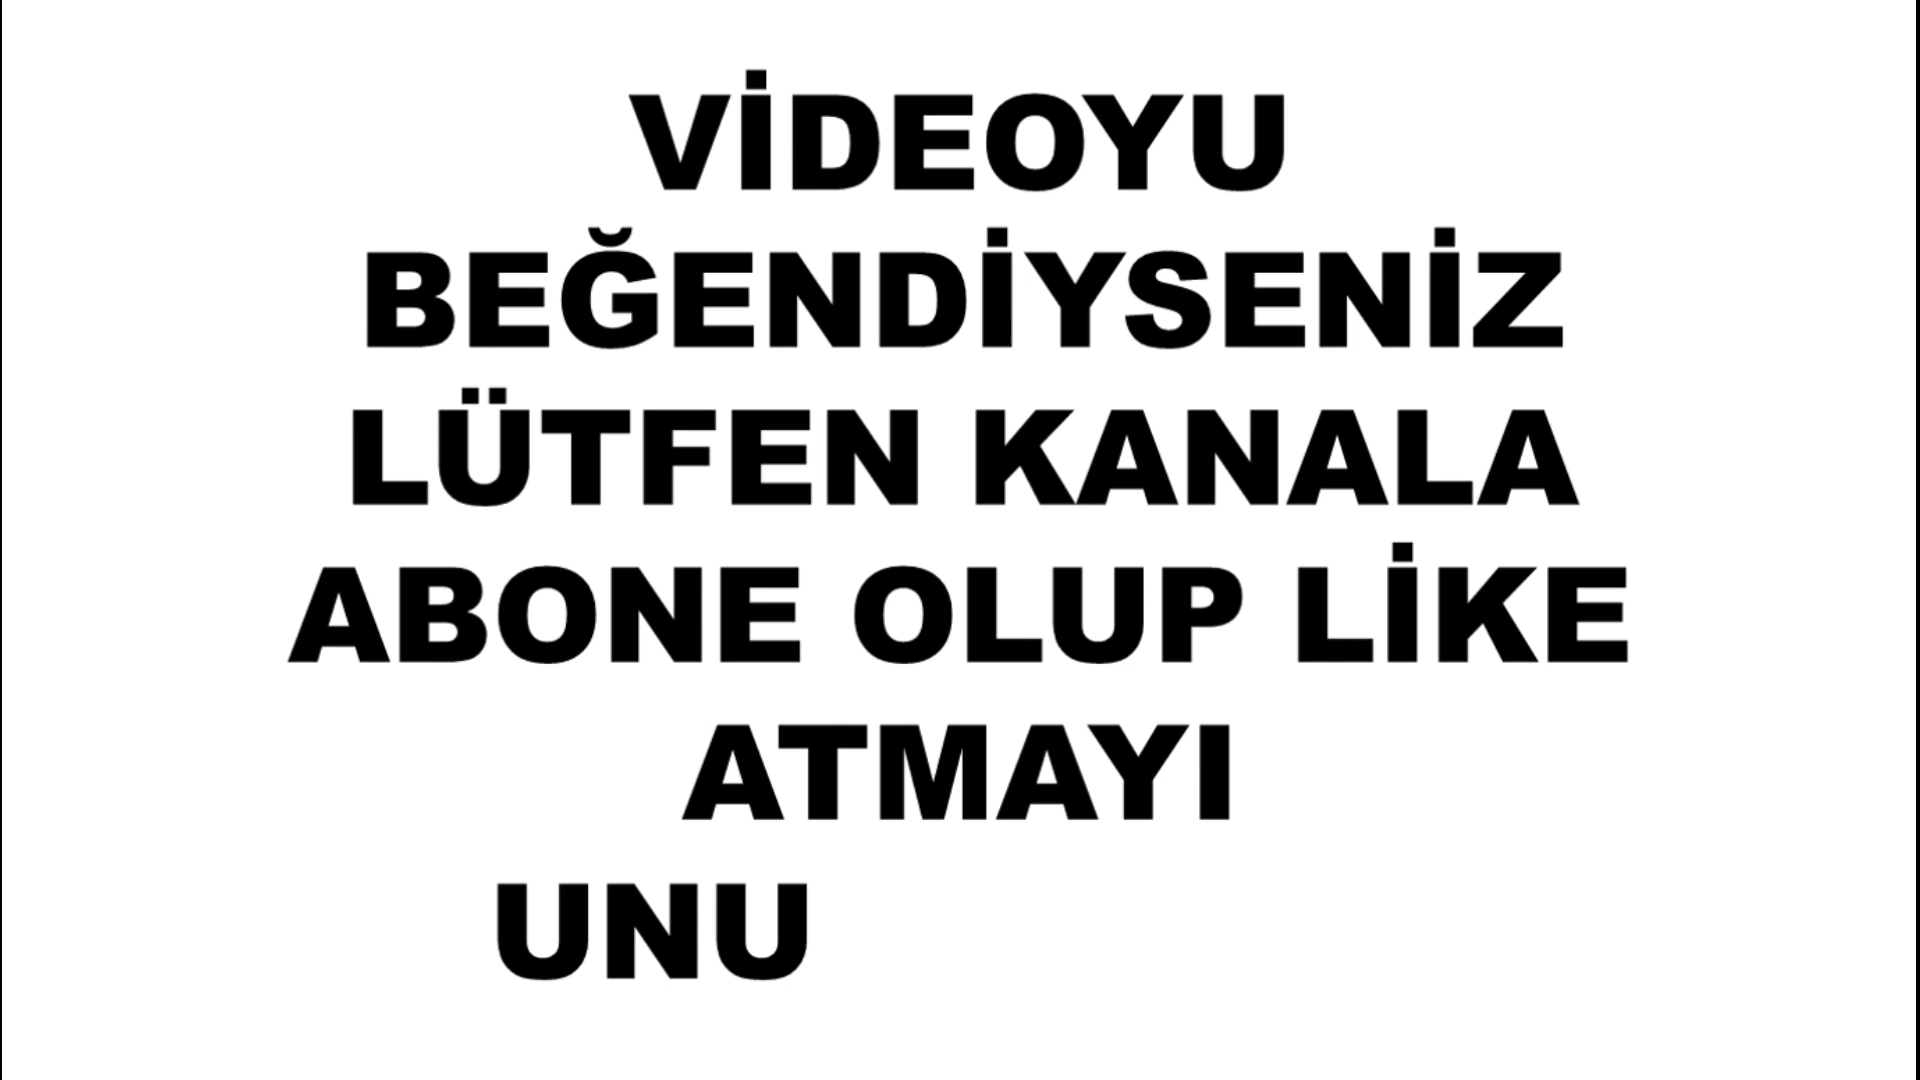 VİDEOYU
BEĞENDİYSENİZ
LÜTFEN KANALA
ABONE OLUP LİKE
ATMAYI
UNU